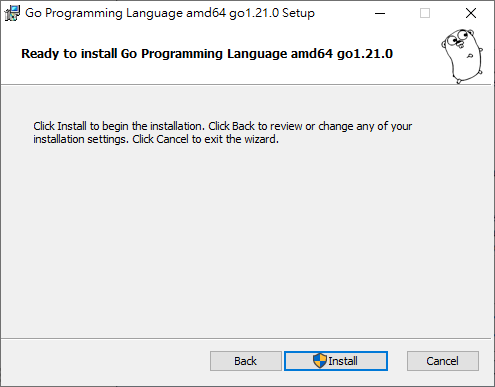 Go Programming Language amd64 go1.21.0 Setup
Ready to install Go Programming Language amd64 go1.21.0
Click Install to begin the installation. Click Back to review or change any of your
installation settings. Click Cancel to exit the wizard.
Back
Install
Cancel